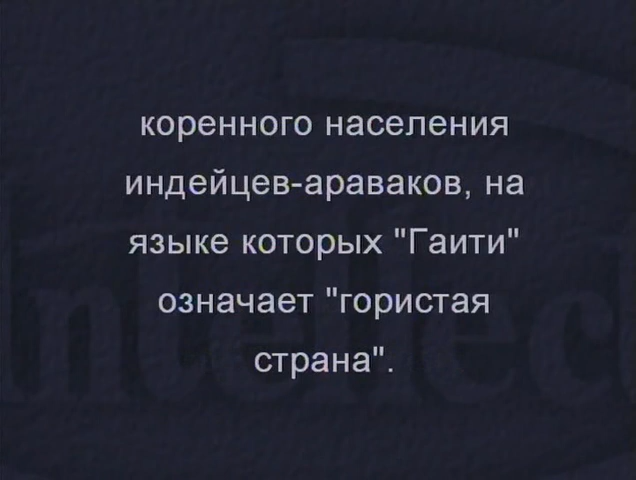 коренного населения
индейцев-араваков, на
языке которых "Гаити"
означает "гористая
страна".